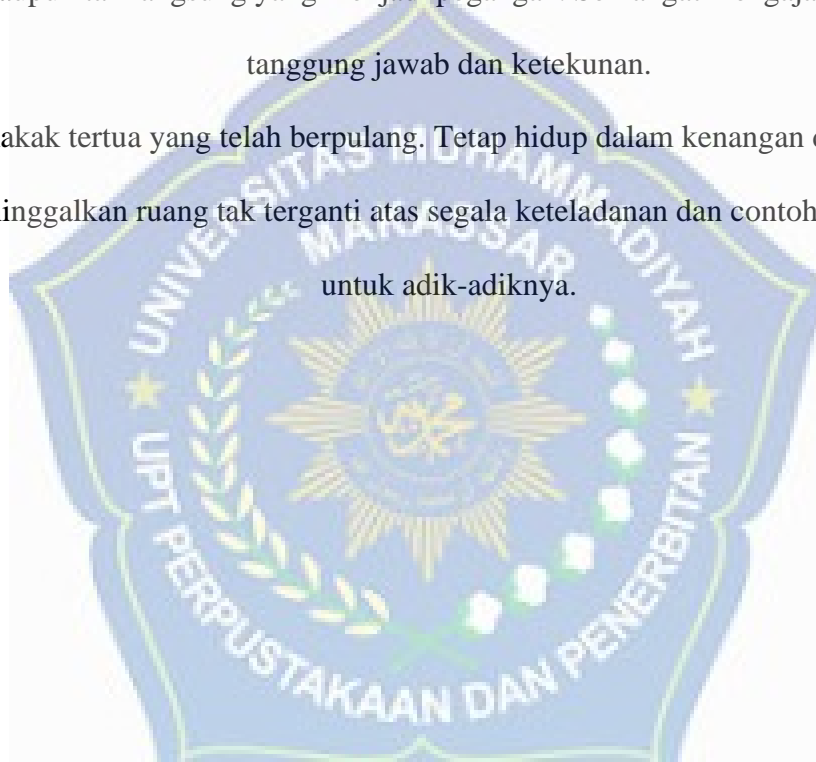 tanggung jawab dan ketekunan.
akak tertua yang telah berpulang. Tetap hidup dalam kenangan
inggalkan ruang tak terganti atas segala keteladanan dan contoh
untuk adik-adiknya.
UNIVERSITAS MUHAMMADIYAH
MAKASSAR
UPT PERPUSTAKAAN DAN PENERBITAN